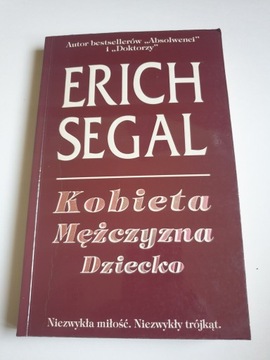 Autor bestsellerów „Absolwenci"
i „Doktorzy"
ERICH
SEGAL
Kobieta
Mężczyzna
Dziecko
Niezwykła miłość. Niezwykły trójkąt.